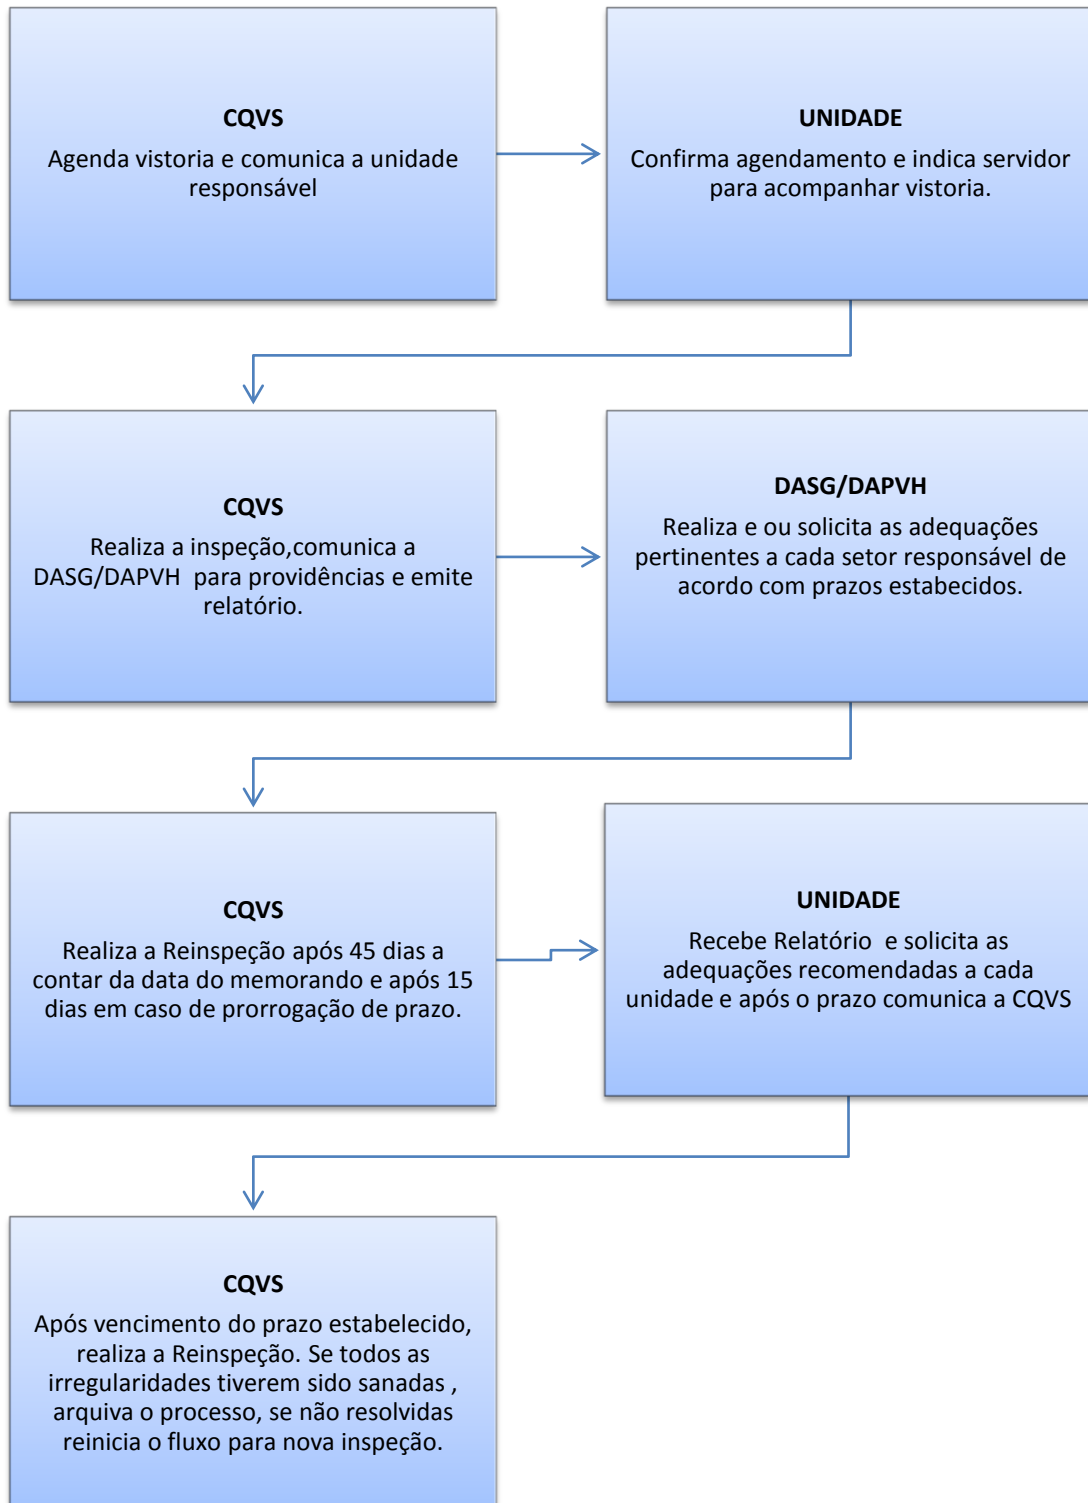 CQVS
Agenda vistoria e comunica a unidade
responsável
UNIDADE
Confirma agendamento e indica servidor
para acompanhar vistoria.
CQVS
Realiza a inspeção,comunica a
DASG/DAPVH para providências e emite
relatório.
DASG/DAPVH
Realiza e ou solicita as adequações
pertinentes a cada setor responsável de
acordo com prazos estabecidos.
CQVS
Realiza a Reinspeção após 45 dias a
contar da data do memorando e após 15
dias em caso de prorrogação de prazo.
UNIDADE
Recebe Relatório e solicita as
adequações recomendadas a cada
unidade e após o prazo comunica a CQVS
CQVS
Após vencimento do prazo estabelecido,
realiza a Reinspeção. Se todos as
irregularidades tiverem sido sanadas ,
arquiva o processo, se não resolvidas
reinicia o fluxo para nova inspeção.